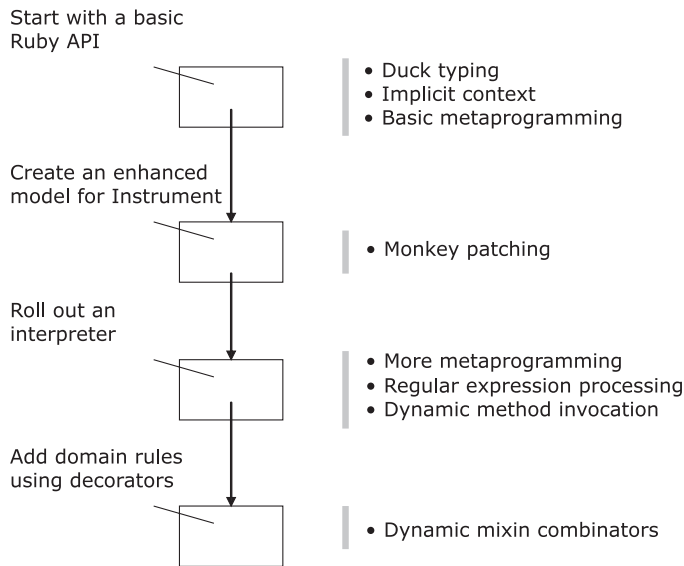 Start with a basic
Ruby API
• Duck typing
• Implicit context
• Basic metaprogramming
Create an enhanced
model for Instrument
• Monkey patching
Roll out an
interpreter
• More metaprogramming
• Regular expression processing
• Dynamic method invocation
Add domain rules
using decorators
• Dynamic mixin combinators